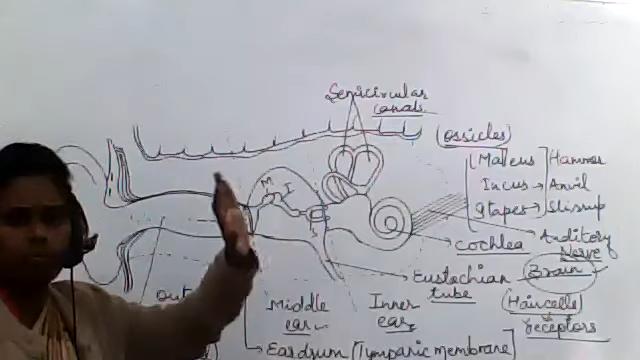 Semicircular
canals
(Ossicles)
Malleus] Hammer
Incus → Anvil
Stapes → Stirrup
M
I
S
Cochlea
Auditory
Nerve
Brain
Eustachian
tube
Out
Middle
ear
Inner
ear
(Haircells)
receptors
Eardrum [Tympanic membrane]